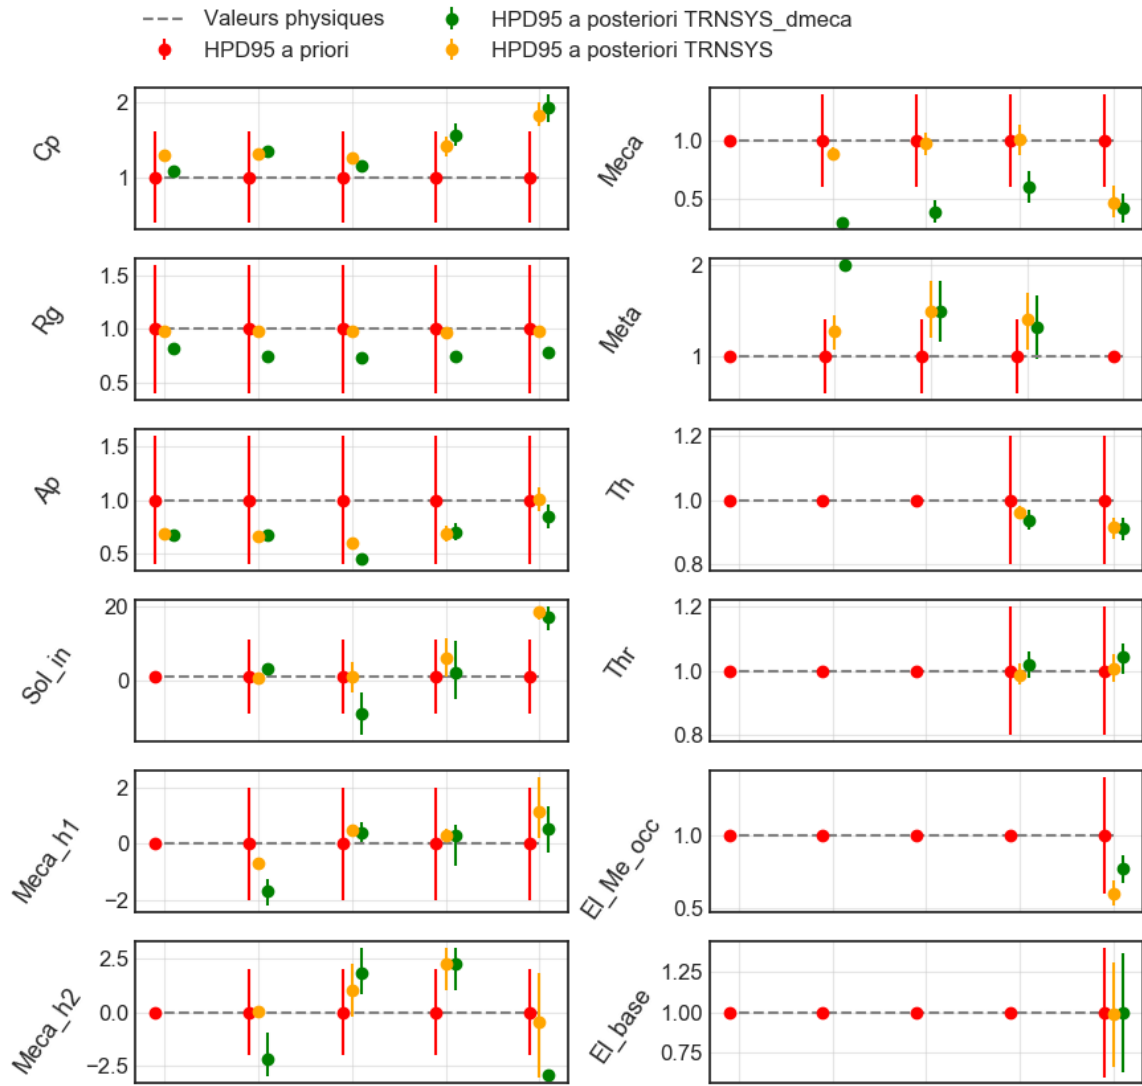 Valeurs physiques
HPD95 a priori
HPD95 a posteriori TRNSYS_dmeca
HPD95 a posteriori TRNSYS
Cp
2
1
Meca
1.0
0.5
Rg
1.5
1.0
0.5
Meta
2
1
Ap
1.5
1.0
0.5
Th
1.2
1.0
0.8
Sol_in
20
0
Thr
1.2
1.0
0.8
Meca_h1
2
0
−2
El_Me_occ
1.0
0.5
Meca_h2
2.5
0.0
−2.5
El_base
1.25
1.00
0.75